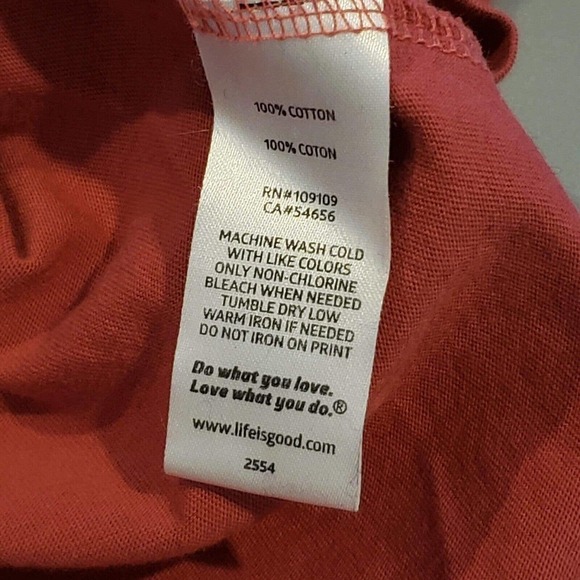 100% COTTON
100% COTON
RN#109109
CA#54656
MACHINE WASH COLD
WITH LIKE COLORS
ONLY NON-CHLORINE
BLEACH WHEN NEEDED
TUMBLE DRY LOW
WARM IRON IF NEEDED
DO NOT IRON ON PRINT
Do what you love.
Love what you do.®
www.lifeisgood.com
2554